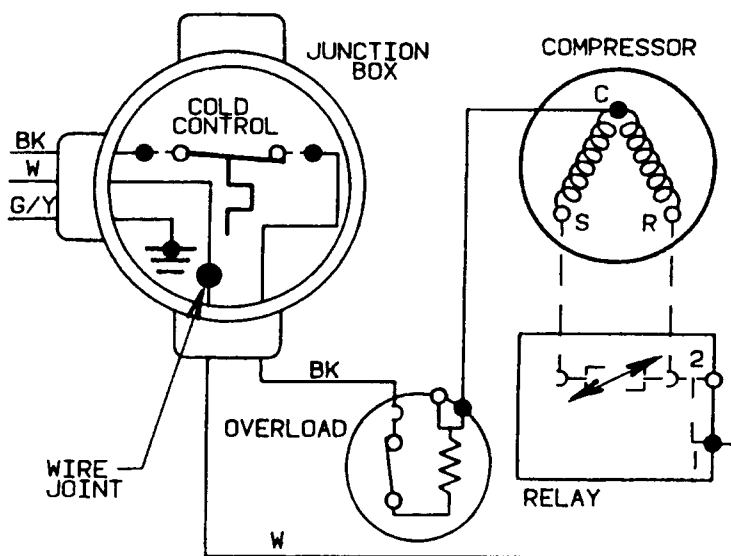 JUNCTION
BOX
COMPRESSOR
COLD
CONTROL
C
BK
W
G/Y
S
R
BK
2
OVERLOAD
1
WIRE
JOINT
RELAY
W